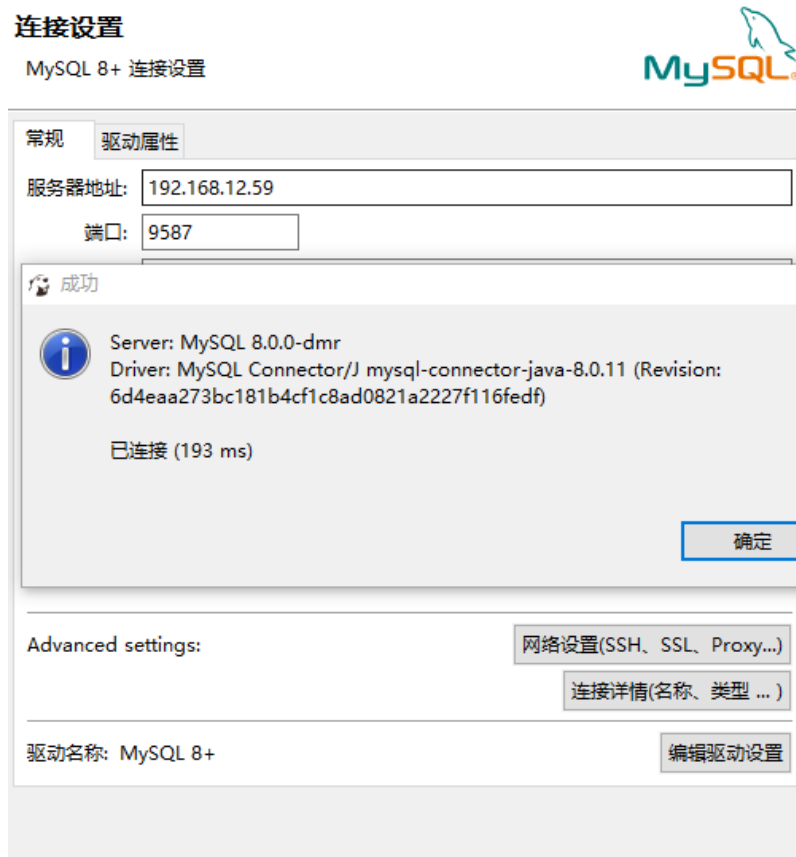 连接设置
MySQL 8+ 连接设置
MySQL
常规
驱动属性
服务器地址: 192.168.12.59
端口: 9587
成功
Server: MySQL 8.0.0-dmr
Driver: MySQL Connector/J mysql-connector-java-8.0.11 (Revision:
6d4eaa273bc181b4cf1c8ad0821a2227f116fedf)
已连接 (193 ms)
确定
Advanced settings:
网络设置(SSH、SSL、Proxy...)
连接详情(名称、类型 ... )
驱动名称: MySQL 8+
编辑驱动设置